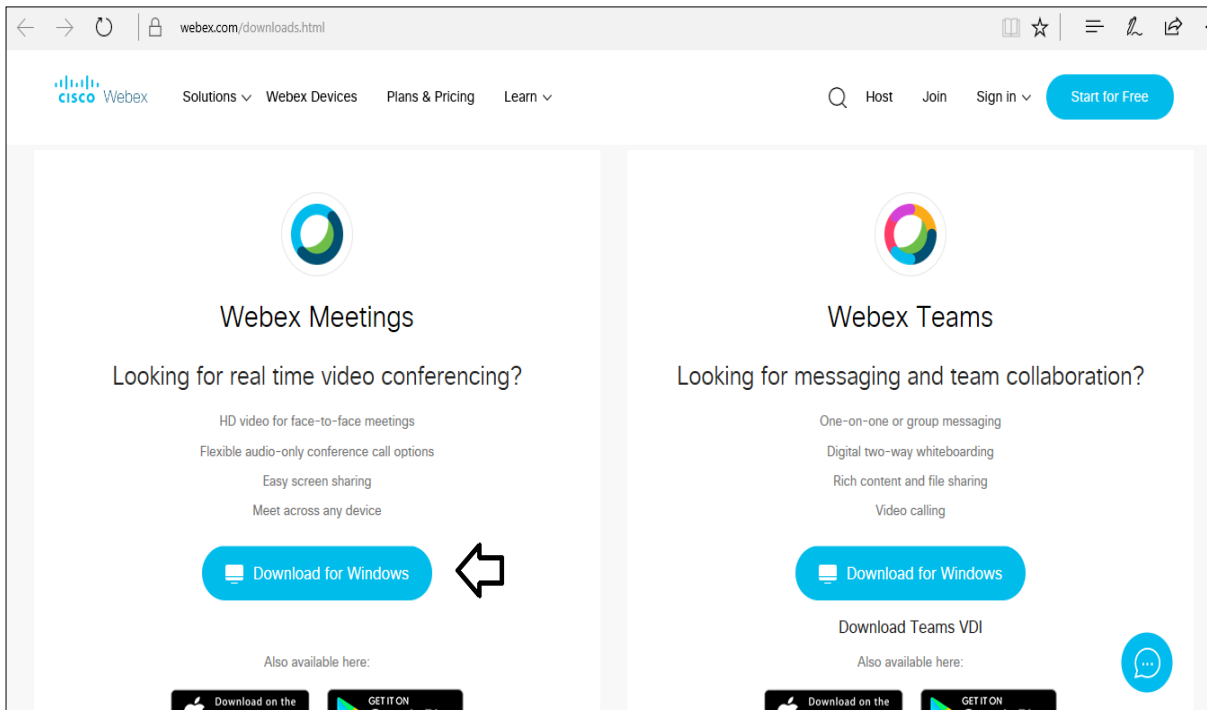 webex.com/downloads.html
CISCO Webex Solutions Webex Devices Plans & Pricing Learn Host Join Sign in Start for Free
Webex Meetings
Looking for real time video conferencing?
HD video for face-to-face meetings
Flexible audio-only conference call options
Easy screen sharing
Meet across any device
Download for Windows
Also available here:
Download on the
GET IT ON
Webex Teams
Looking for messaging and team collaboration?
One-on-one or group messaging
Digital two-way whiteboarding
Rich content and file sharing
Video calling
Download for Windows
Download Teams VDI
Also available here:
Download on the
GET IT ON